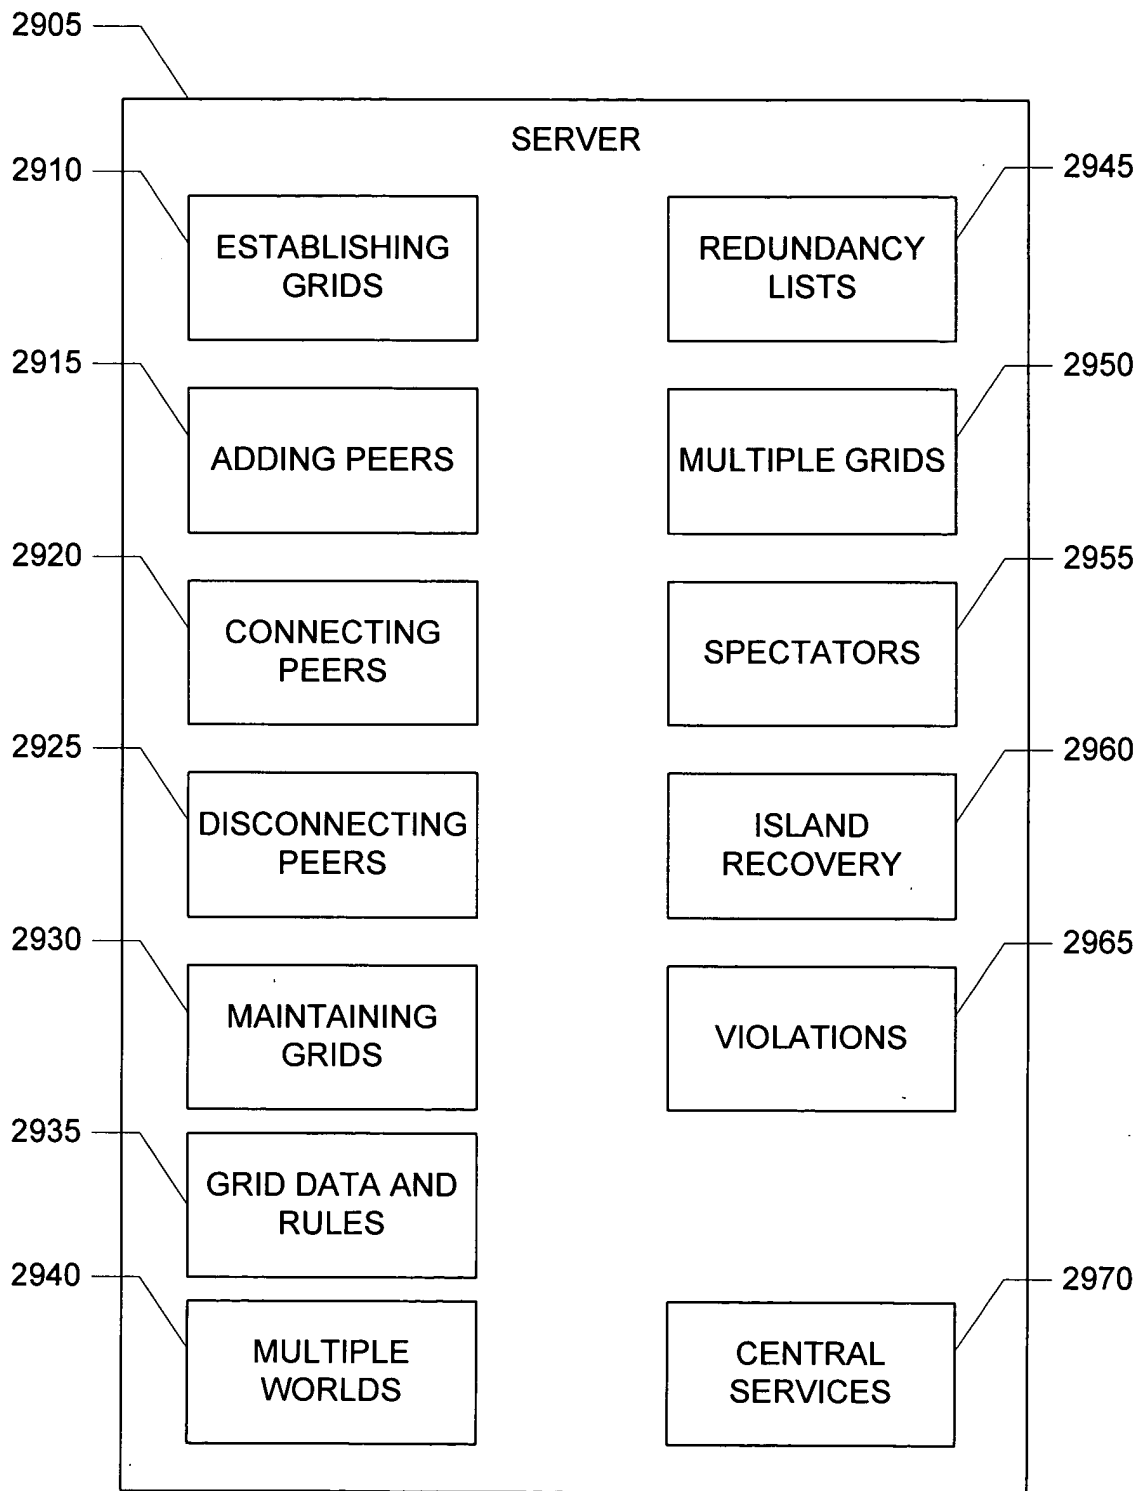 2905
SERVER
2910
ESTABLISHING
GRIDS
2915
ADDING PEERS
2920
CONNECTING
PEERS
2925
DISCONNECTING
PEERS
2930
MAINTAINING
GRIDS
2935
GRID DATA AND
RULES
2940
MULTIPLE
WORLDS
2945
REDUNDANCY
LISTS
2950
MULTIPLE GRIDS
2955
SPECTATORS
2960
ISLAND
RECOVERY
2965
VIOLATIONS
2970
CENTRAL
SERVICES